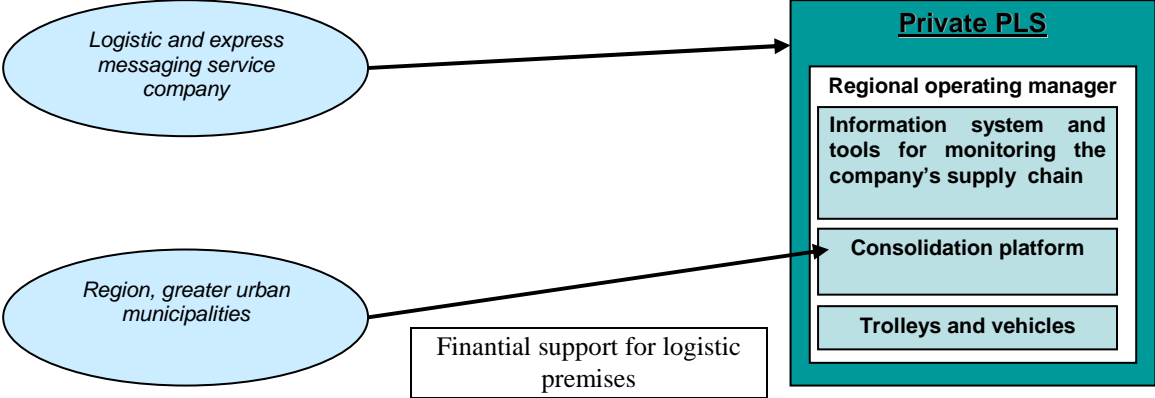 Logistic and express
messaging service
company
Private PLS
Regional operating manager
Information system and
tools for monitoring the
company's supply chain
Consolidation platform
Trolleys and vehicles
Region, greater urban
municipalities
Finantial support for logistic
premises